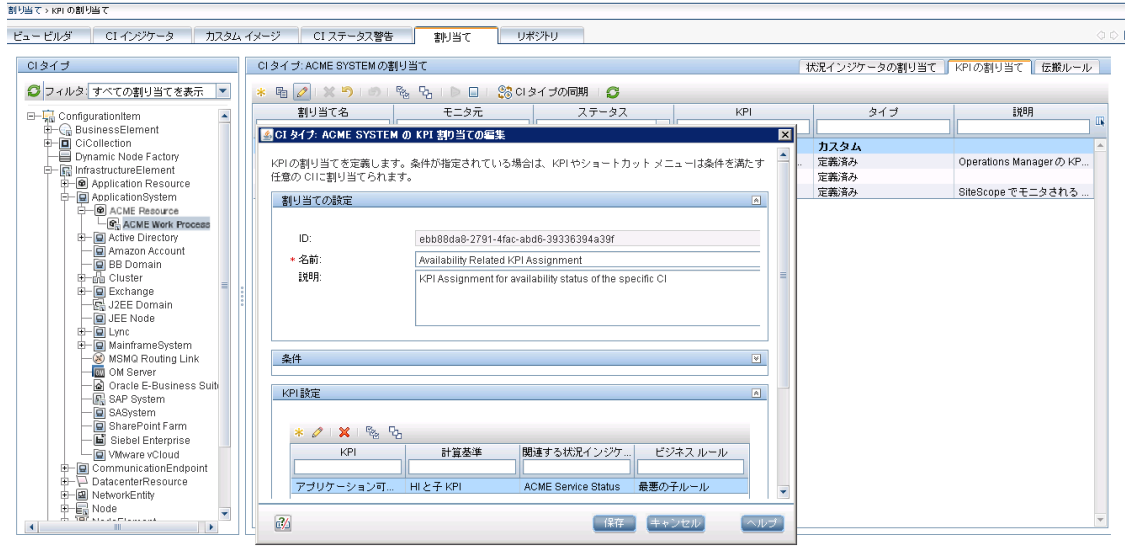 割り当て > KPI の割り当て
ビュー ビルダ CI インジケータ カスタム イメージ CI ステータス警告 割り当て リポジトリ
CI タイプ
フィルタ: すべての割り当てを表示
ConfigurationItem
BusinessElement
CiCollection
Dynamic Node Factory
InfrastructureElement
Application Resource
ApplicationSystem
ACME Resource
ACME Work Process
Active Directory
Amazon Account
BB Domain
Cluster
Exchange
J2EE Domain
JEE Node
Lync
MainframeSystem
MSMQ Routing Link
OM Server
Oracle E-Business Suit
SAP System
SASystem
SharePoint Farm
Siebel Enterprise
VMware vCloud
CommunicationEndpoint
DatacenterResource
NetworkEntity
Node
CI タイプ: ACME SYSTEM の割り当て
状況インジケータの割り当て KPI の割り当て 伝搬ルール
CI タイプの同期
割り当て名 モニタ元 ステータス KPI タイプ 説明
カスタム
定義済み Operations Manager の KP...
定義済み
定義済み SiteScope でモニタされる ...
CI タイプ: ACME SYSTEM の KPI 割り当ての編集
KPI の割り当てを定義します。条件が指定されている場合は、KPI やショートカット メニューは条件を満たす
任意の CI に割り当てられます。
割り当ての設定
ID: ebb88da8-2791-4fac-abd6-39336394a39f
* 名前: Availability Related KPI Assignment
説明: KPI Assignment for availability status of the specific CI
条件
KPI 設定
KPI 計算基準 関連する状況インジケ... ビジネス ルール
アプリケーション可... HI と子 KPI ACME Service Status 最悪の子ルール
保存 キャンセル ヘルプ